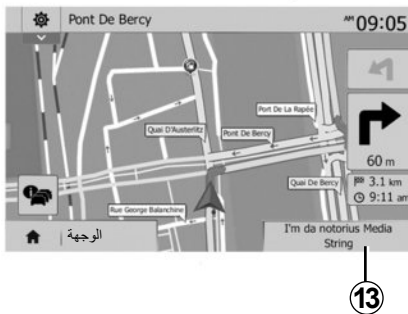 Pont De Bercy
AM 09:05
Port De La Rapée
Quai D'Austerlitz
Pont De Bercy
60 m
Quai De Bercy
3.1 km
9:11 am
Rue George Balanchine
الوجهة
I'm da notorius Media
String
13